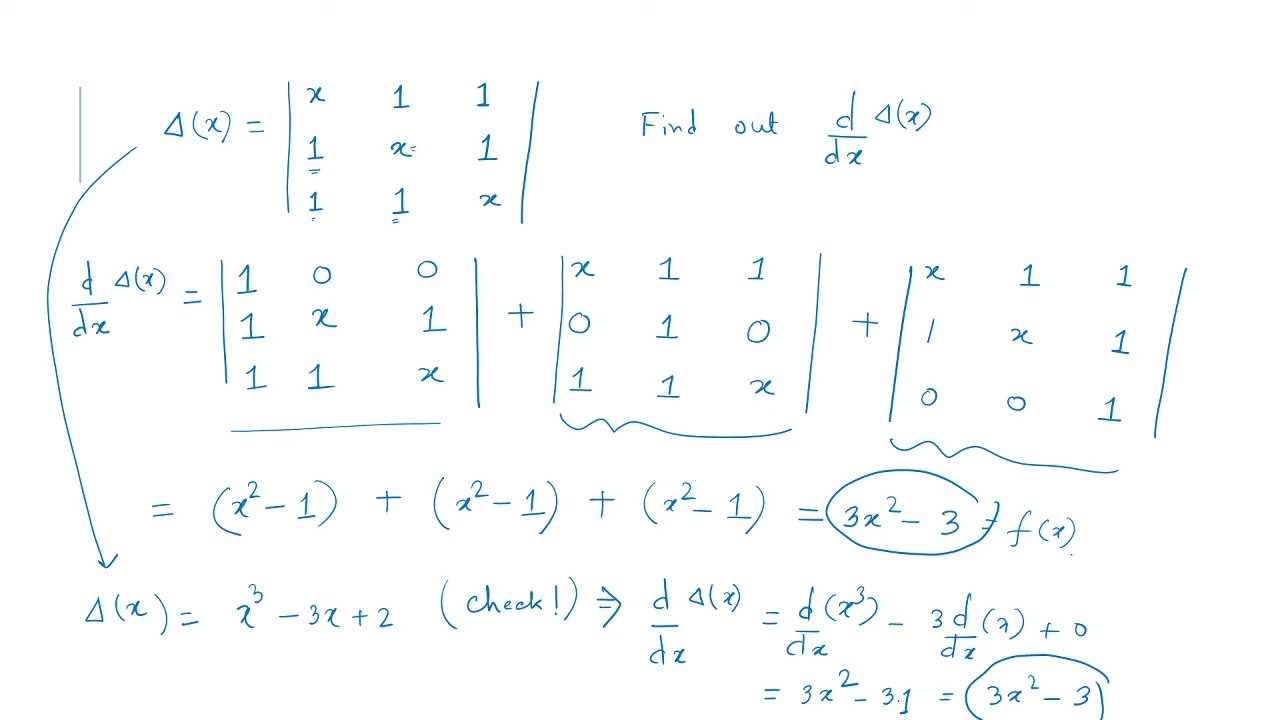 Δ(x) = | x 1 1 | Find out d/dx Δ(x)
| 1 x 1 |
| 1 1 x |
d/dx Δ(x) = | 1 0 0 | + | x 1 1 | + | x 1 1 |
| 1 x 1 | | 0 1 0 | | 1 x 1 |
| 1 1 x | | 1 1 x | | 0 0 1 |
= (x² - 1) + (x² - 1) + (x² - 1) = 3x² - 3 = f(x)
Δ(x) = x³ - 3x + 2 (check!) ⇒ d/dx Δ(x) = d/dx (x³) - 3 d/dx (x) + 0
= 3x² - 3.1 = 3x² - 3